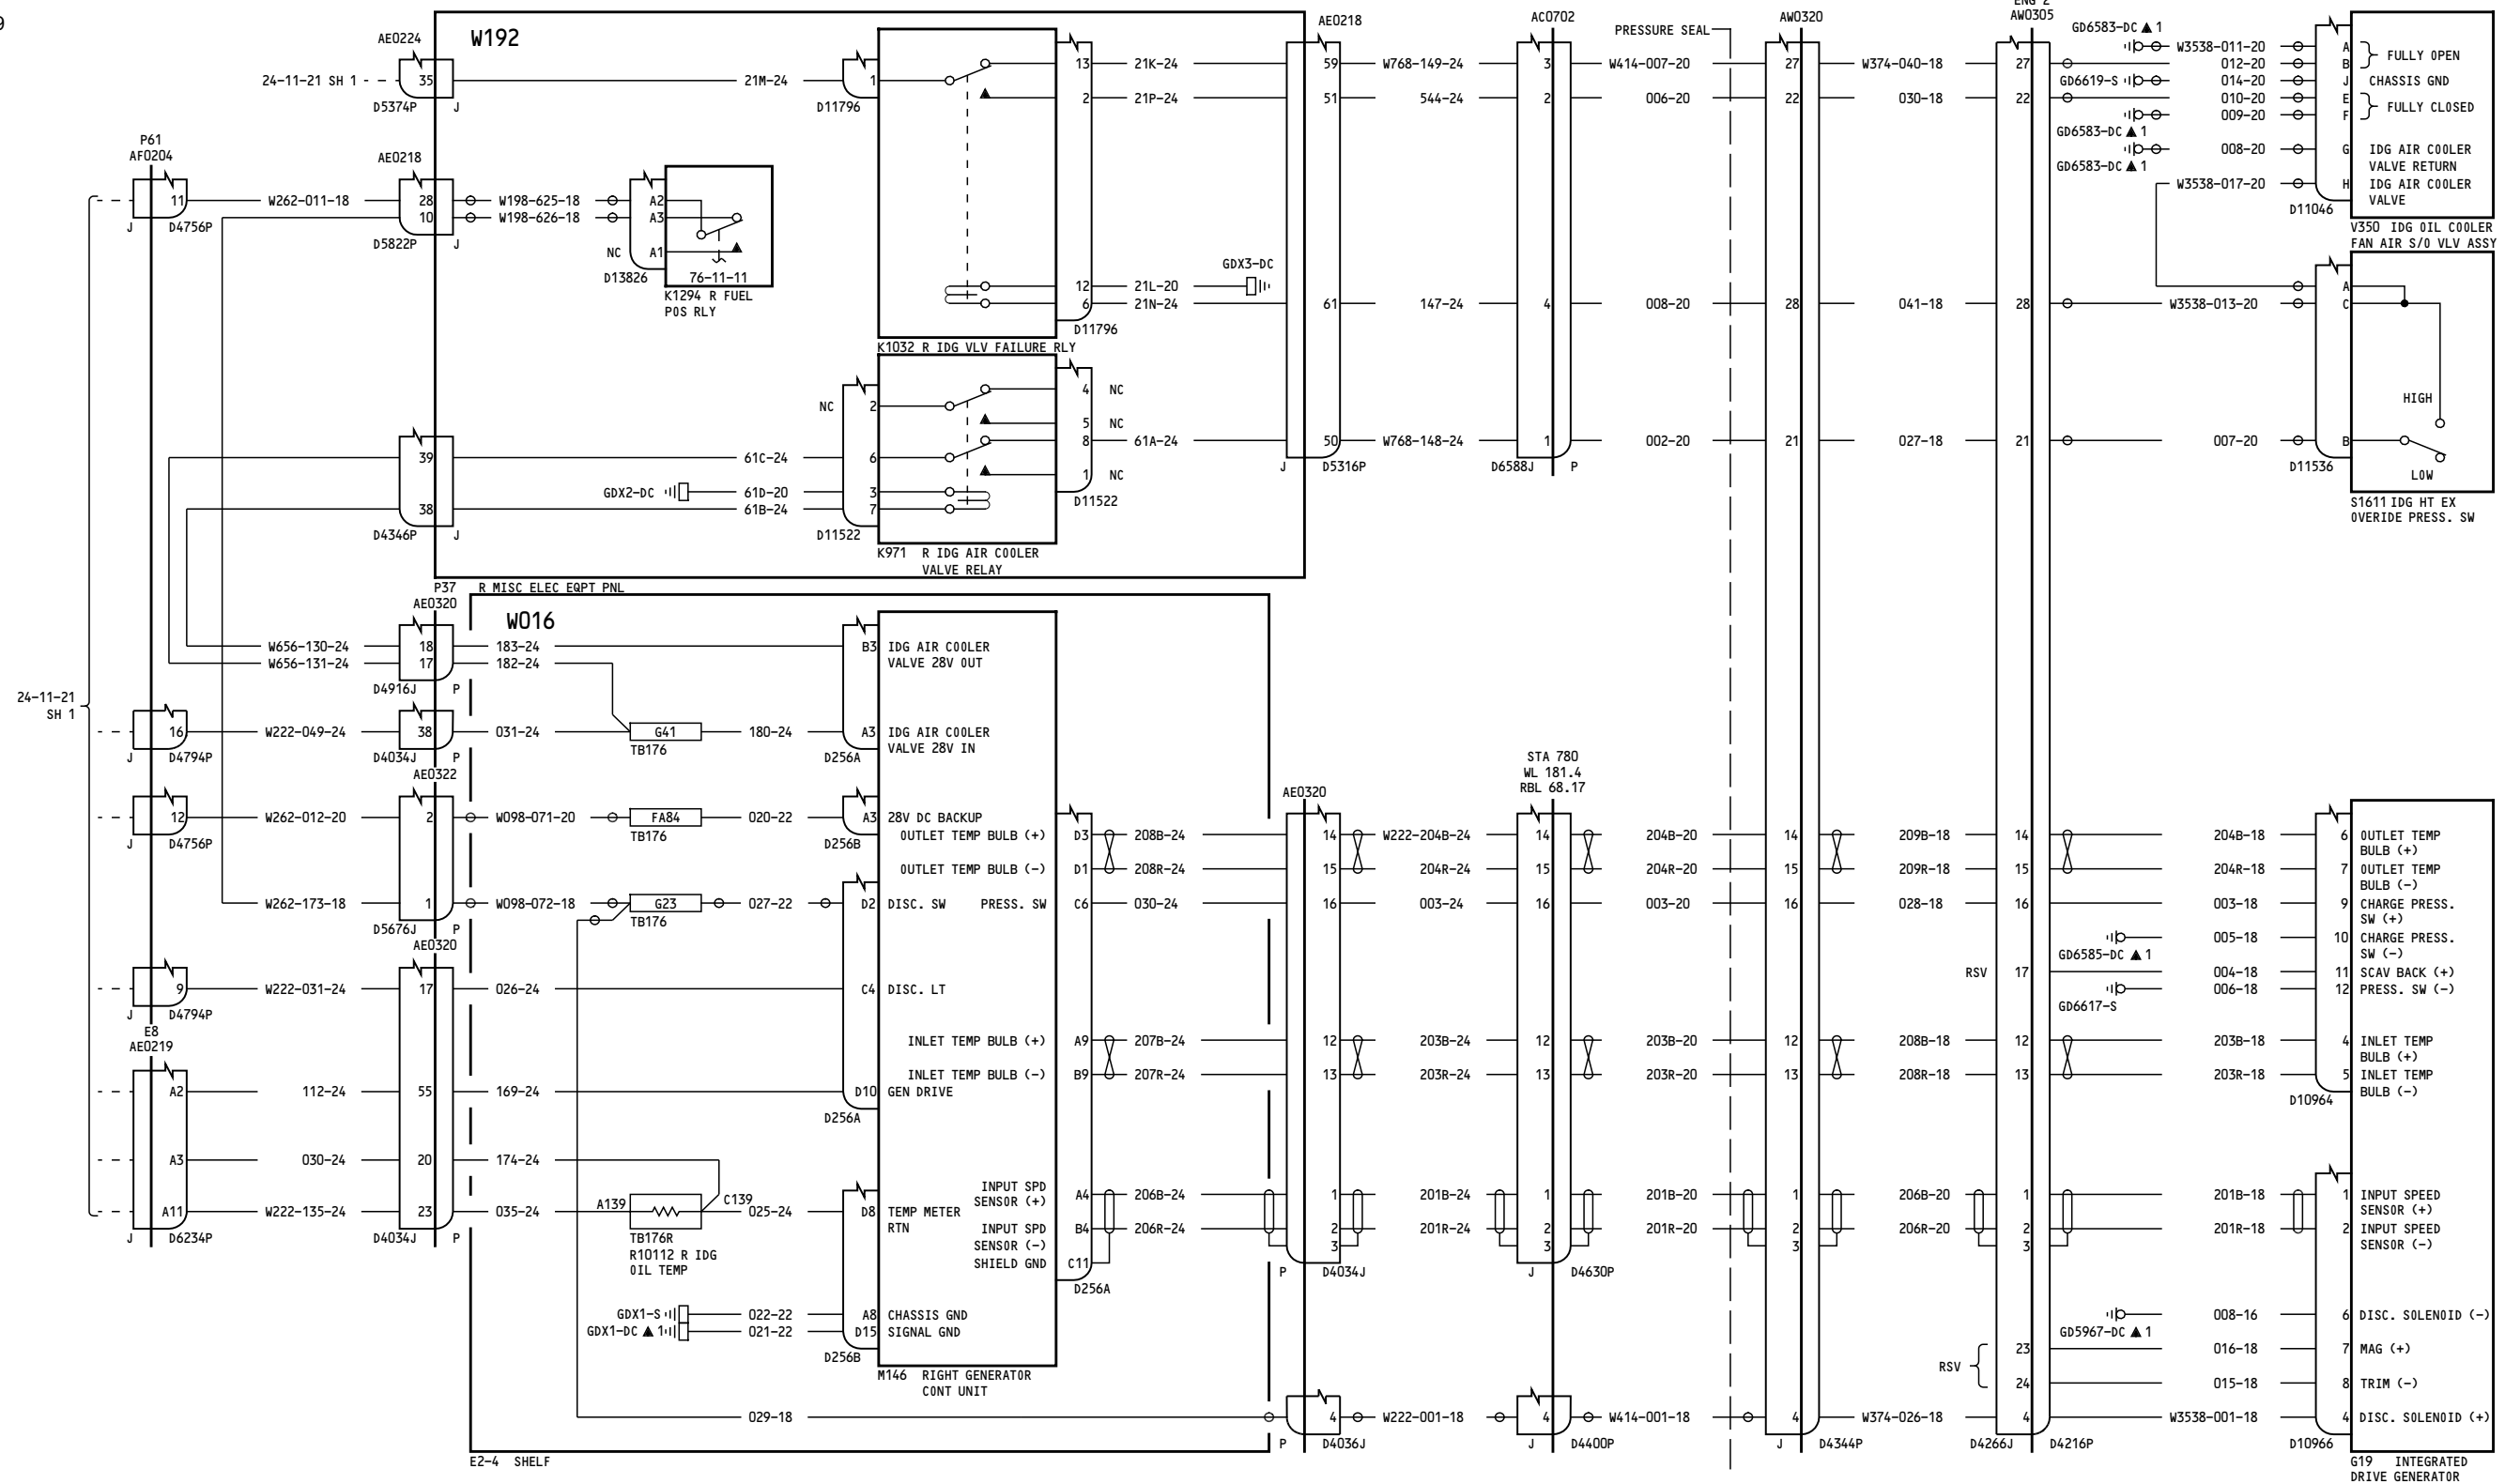 9
AE0224
24-11-21 SH 1
35
D5374P
J
W192
21M-24
1
D11796
13
2
12
6
D11796
K1032 R IDG VLV FAILURE RLY
21K-24
21P-24
21L-20
21N-24
GDX3-DC
AE0218
59
51
61
50
J
D5316P
W768-149-24
544-24
147-24
W768-148-24
AC0702
3
2
4
1
D6588J
P
PRESSURE SEAL
W414-007-20
006-20
008-20
002-20
AW0320
27
22
28
21
W374-040-18
030-18
041-18
027-18
ENG 2
AW0305
27
22
28
21
GD6583-DC ▲ 1
GD6619-S
GD6583-DC ▲ 1
GD6583-DC ▲ 1
W3538-011-20
012-20
014-20
010-20
009-20
008-20
W3538-017-20
W3538-013-20
007-20
A
B
J
E
F
G
H
D11046
FULLY OPEN
CHASSIS GND
FULLY CLOSED
IDG AIR COOLER
VALVE RETURN
IDG AIR COOLER
VALVE
V350 IDG OIL COOLER
FAN AIR S/O VLV ASSY
A
C
B
D11536
HIGH
LOW
S1611 IDG HT EX
OVERIDE PRESS. SW
P61
AF0204
11
J
D4756P
W262-011-18
AE0218
28
10
D5822P
J
W198-625-18
W198-626-18
NC
A2
A3
A1
D13826
76-11-11
K1294 R FUEL
POS RLY
39
38
D4346P
J
61C-24
GDX2-DC
61D-20
61B-24
NC
2
6
3
7
D11522
4
5
8
1
NC
NC
NC
D11522
61A-24
K971 R IDG AIR COOLER
VALVE RELAY
P37
R MISC ELEC EQPT PNL
AE0320
W016
W656-130-24
W656-131-24
18
17
D4916J
P
183-24
182-24
B3
IDG AIR COOLER
VALVE 28V OUT
24-11-21
SH 1
16
J
D4794P
W222-049-24
38
D4034J
P
031-24
G41
TB176
180-24
A3
D256A
IDG AIR COOLER
VALVE 28V IN
AE0322
12
J
D4756P
W262-012-20
2
W098-071-20
FA84
TB176
020-22
A3
D256B
28V DC BACKUP
OUTLET TEMP BULB (+)
OUTLET TEMP BULB (-)
W262-173-18
1
D5676J
P
W098-072-18
G23
TB176
027-22
D2
DISC. SW
PRESS. SW
AE0320
9
J
D4794P
W222-031-24
17
026-24
C4
DISC. LT
E8
AE0219
INLET TEMP BULB (+)
INLET TEMP BULB (-)
A2
112-24
55
169-24
D10
GEN DRIVE
D256A
A3
030-24
20
174-24
A11
J
D6234P
W222-135-24
23
D4034J
P
035-24
A139
C139
TB176R
R10112 R IDG
OIL TEMP
025-24
D8
TEMP METER
RTN
INPUT SPD
SENSOR (+)
INPUT SPD
SENSOR (-)
SHIELD GND
GDX1-S
GDX1-DC ▲ 1
022-22
021-22
A8
D15
D256B
CHASSIS GND
SIGNAL GND
M146 RIGHT GENERATOR
CONT UNIT
029-18
E2-4 SHELF
D3
D1
C6
A9
B9
A4
B4
C11
D256A
208B-24
208R-24
030-24
207B-24
207R-24
206B-24
206R-24
AE0320
14
15
16
12
13
1
2
3
P
D4034J
4
P
D4036J
W222-204B-24
204R-24
003-24
203B-24
203R-24
201B-24
201R-24
W222-001-18
STA 780
WL 181.4
RBL 68.17
14
15
16
12
13
1
2
3
J
D4630P
4
J
D4400P
204B-20
204R-20
003-20
203B-20
203R-20
201B-20
201R-20
W414-001-18
14
15
16
12
13
1
2
3
4
J
D4344P
209B-18
209R-18
028-18
208B-18
208R-18
206B-20
206R-20
W374-026-18
14
15
16
RSV
17
12
13
1
2
3
RSV
23
24
4
D4266J
D4216P
GD6585-DC ▲ 1
GD6617-S
GD5967-DC ▲ 1
204B-18
204R-18
003-18
005-18
004-18
006-18
203B-18
203R-18
201B-18
201R-18
008-16
016-18
015-18
W3538-001-18
6
7
9
10
11
12
4
5
D10964
OUTLET TEMP
BULB (+)
OUTLET TEMP
BULB (-)
CHARGE PRESS.
SW (+)
CHARGE PRESS.
SW (-)
SCAV BACK (+)
PRESS. SW (-)
INLET TEMP
BULB (+)
INLET TEMP
BULB (-)
1
2
INPUT SPEED
SENSOR (+)
INPUT SPEED
SENSOR (-)
6
7
8
4
D10966
DISC. SOLENOID (-)
MAG (+)
TRIM (-)
DISC. SOLENOID (+)
G19 INTEGRATED
DRIVE GENERATOR